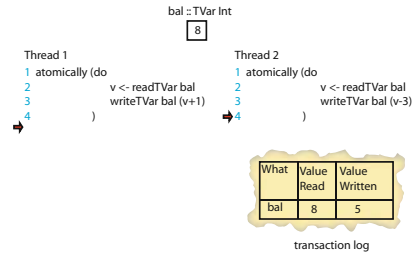 bal :: TVar Int
8
Thread 1
1 atomically (do
2 v <- readTVar bal
3 writeTVar bal (v+1)
4 )
Thread 2
1 atomically (do
2 v <- readTVar bal
3 writeTVar bal (v-3)
4 )
What Value Read Value Written
bal 8 5
transaction log